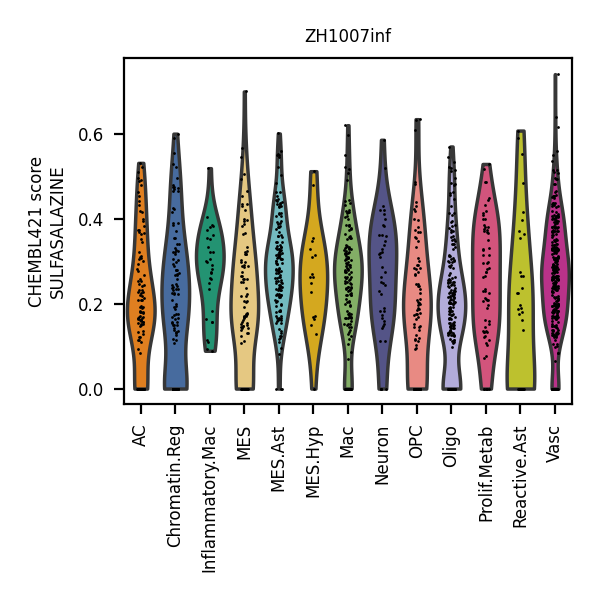 ZH1007inf
CHEMBL421 score
SULFASALAZINE
0.6
0.4
0.2
0.0
AC
Chromatin.Reg
Inflammatory.Mac
MES
MES.Ast
MES.Hyp
Mac
Neuron
OPC
Oligo
Prolif.Metab
Reactive.Ast
Vasc